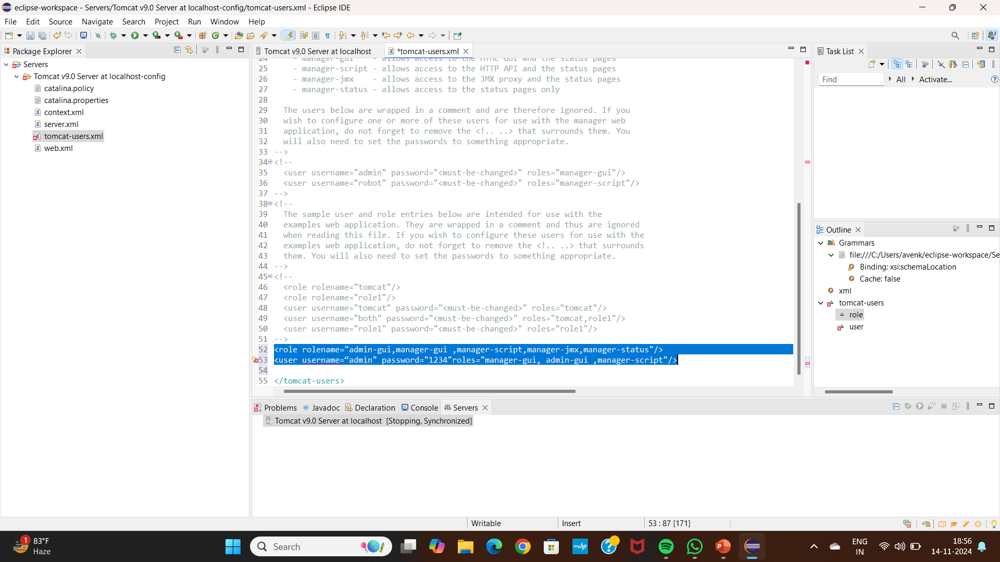 eclipse-workspace - Servers/Tomcat v9.0 Server at localhost-config/tomcat-users.xml - Eclipse IDE
File Edit Source Navigate Search Project Run Window Help
Package Explorer
Servers
Tomcat v9.0 Server at localhost-config
catalina.policy
catalina.properties
context.xml
server.xml
tomcat-users.xml
web.xml
Tomcat v9.0 Server at localhost
*tomcat-users.xml
24 - manager-gui - allows access to the HTML GUI and the status pages
25 - manager-script - allows access to the HTTP API and the status pages
26 - manager-jmx - allows access to the JMX proxy and the status pages
27 - manager-status - allows access to the status pages only
28
29 The users below are wrapped in a comment and are therefore ignored. If you
30 wish to configure one or more of these users for use with the manager web
31 application, do not forget to remove the <!.. ..> that surrounds them. You
32 will also need to set the passwords to something appropriate.
33 -->
34 <!--
35 <user username="admin" password="<must-be-changed>" roles="manager-gui"/>
36 <user username="robot" password="<must-be-changed>" roles="manager-script"/>
37 -->
38 <!--
39 The sample user and role entries below are intended for use with the
40 examples web application. They are wrapped in a comment and thus are ignored
41 when reading this file. If you wish to configure these users for use with the
42 examples web application, do not forget to remove the <!.. ..> that surrounds
43 them. You will also need to set the passwords to something appropriate.
44 -->
45 <!--
46 <role rolename="tomcat"/>
47 <role rolename="role1"/>
48 <user username="tomcat" password="<must-be-changed>" roles="tomcat"/>
49 <user username="both" password="<must-be-changed>" roles="tomcat,role1"/>
50 <user username="role1" password="<must-be-changed>" roles="role1"/>
51 -->
52 <role rolename="admin-gui,manager-gui ,manager-script,manager-jmx,manager-status"/>
53 <user username=“admin" password="1234"roles="manager-gui, admin-gui ,manager-script"/>
54
55 </tomcat-users>
Task List
Find
All
Activate...
Outline
Grammars
file:///C:/Users/avenk/eclipse-workspace/Se
Binding: xsi:schemaLocation
Cache: false
xml
tomcat-users
role
user
Problems Javadoc Declaration Console Servers
Tomcat v9.0 Server at localhost [Stopping, Synchronized]
Writable
Insert
53 : 87 [171]
1
83°F
Haze
Search
myhp
ENG
IN
18:56
14-11-2024